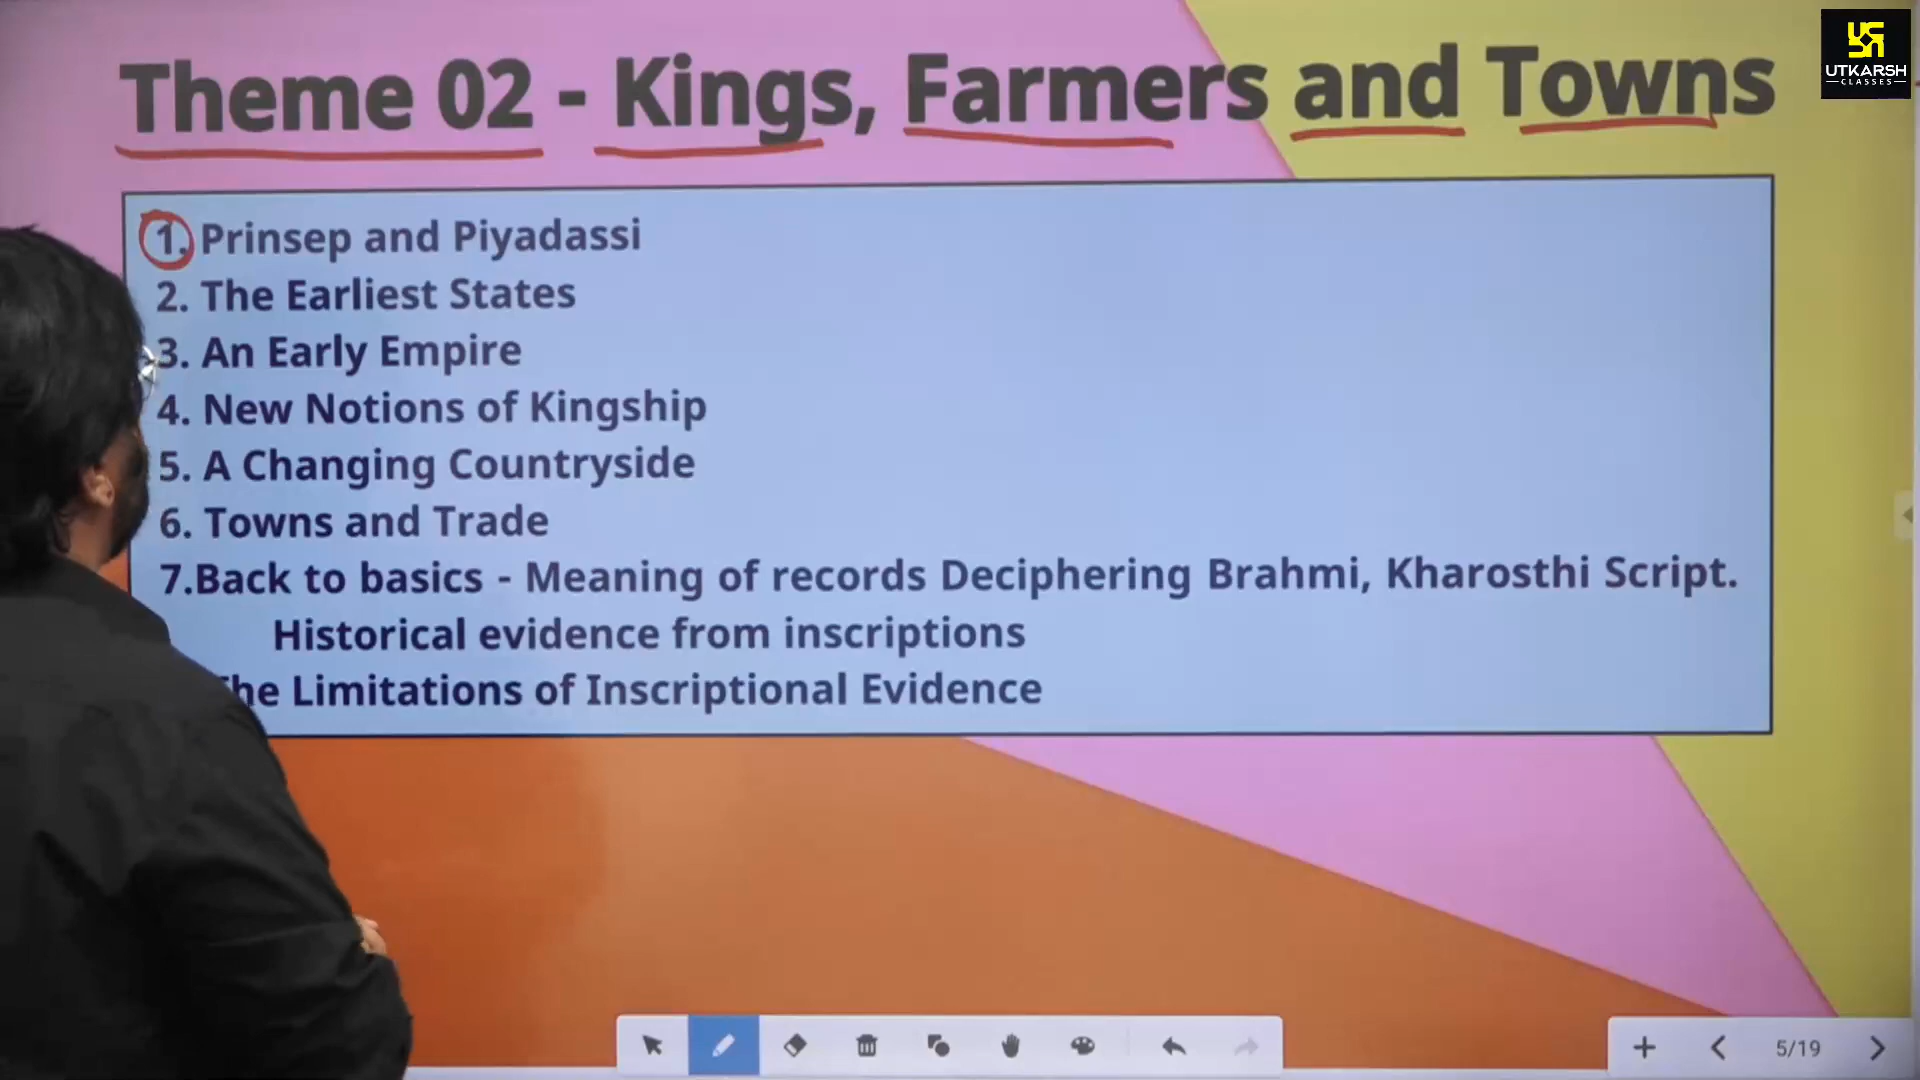 Theme 02 - Kings, Farmers and Towns
UTKARSH
CLASSES
1. Prinsep and Piyadassi
2. The Earliest States
3. An Early Empire
4. New Notions of Kingship
5. A Changing Countryside
6. Towns and Trade
7.Back to basics - Meaning of records Deciphering Brahmi, Kharosthi Script.
Historical evidence from inscriptions
The Limitations of Inscriptional Evidence
5/19